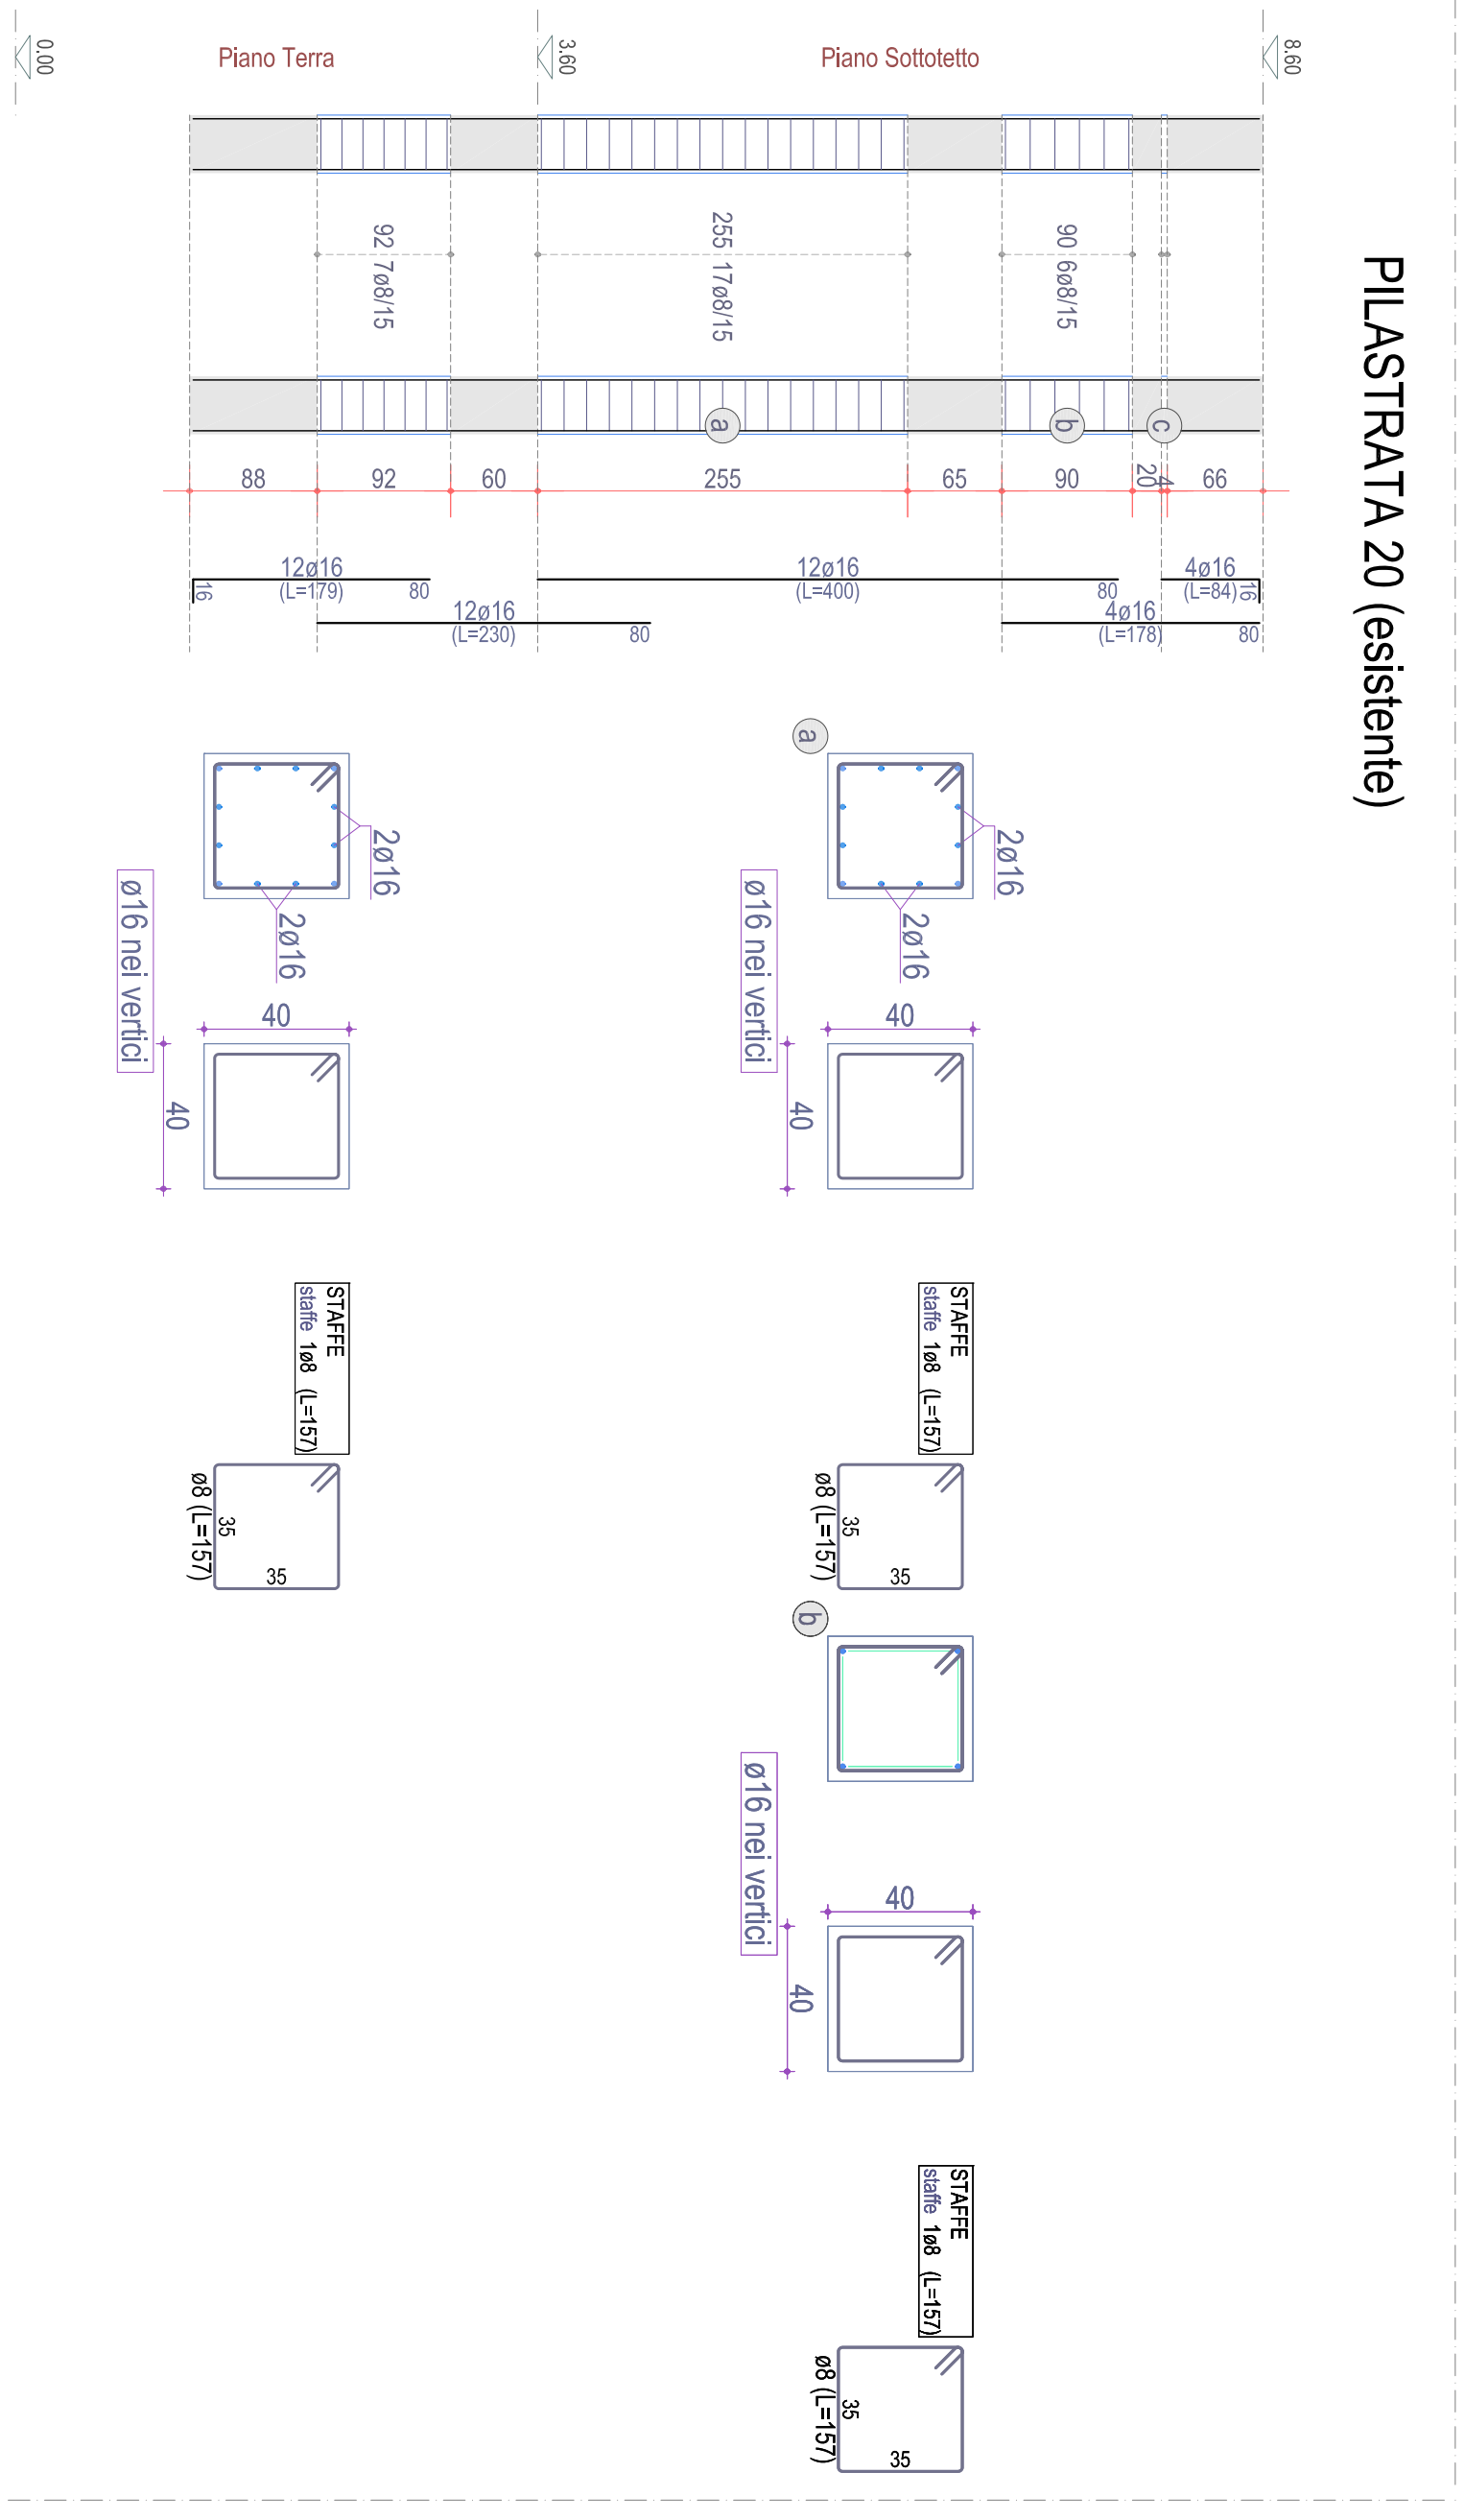 PILASTRATA 20 (esistente)
0.00
Piano Terra
3.60
Piano Sottotetto
8.60
92 7ø8/15
255 17ø8/15
90 6ø8/15
a
b
c
88
92
60
255
65
90
20
4
66
12ø16
(L=179)
16
80
12ø16
(L=230)
80
12ø16
(L=400)
80
4ø16
(L=178)
80
4ø16
(L=84)
16
2ø16
2ø16
ø16 nei vertici
40
40
STAFFE
staffe 1ø8 (L=157)
ø8 (L=157)
35
35
a
2ø16
2ø16
ø16 nei vertici
40
40
STAFFE
staffe 1ø8 (L=157)
ø8 (L=157)
35
35
b
ø16 nei vertici
40
40
STAFFE
staffe 1ø8 (L=157)
ø8 (L=157)
35
35